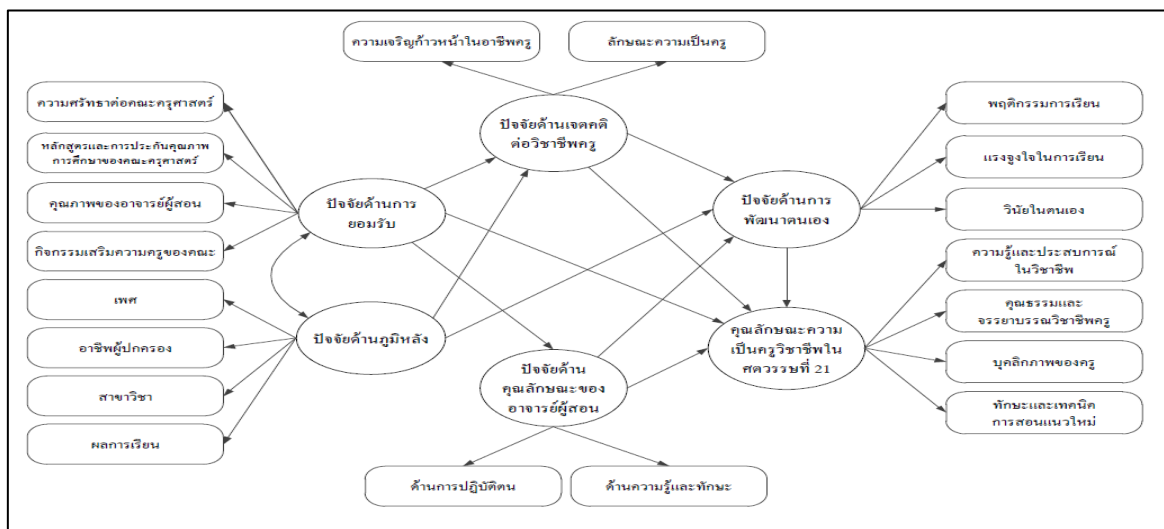 ความเจริญก้าวหน้าในอาชีพครู
ลักษณะความเป็นครู
ความศรัทธาต่อคณะครุศาสตร์
หลักสูตรและการประกันคุณภาพ
การศึกษาของคณะครุศาสตร์
คุณภาพของอาจารย์ผู้สอน
กิจกรรมเสริมความครูของคณะ
เพศ
อาชีพผู้ปกครอง
สาขาวิชา
ผลการเรียน
ปัจจัยด้านเจตคติ
ต่อวิชาชีพครู
ปัจจัยด้านการ
ยอมรับ
ปัจจัยด้านภูมิหลัง
ปัจจัยด้าน
คุณลักษณะของ
อาจารย์ผู้สอน
ปัจจัยด้านการ
พัฒนาตนเอง
คุณลักษณะความ
เป็นครูวิชาชีพใน
ศตวรรษที่ 21
พฤติกรรมการเรียน
แรงจูงใจในการเรียน
วินัยในตนเอง
ความรู้และประสบการณ์
ในวิชาชีพ
คุณธรรมและ
จรรยาบรรณวิชาชีพครู
บุคลิกภาพของครู
ทักษะและเทคนิค
การสอนแนวใหม่
ด้านการปฏิบัติตน
ด้านความรู้และทักษะ